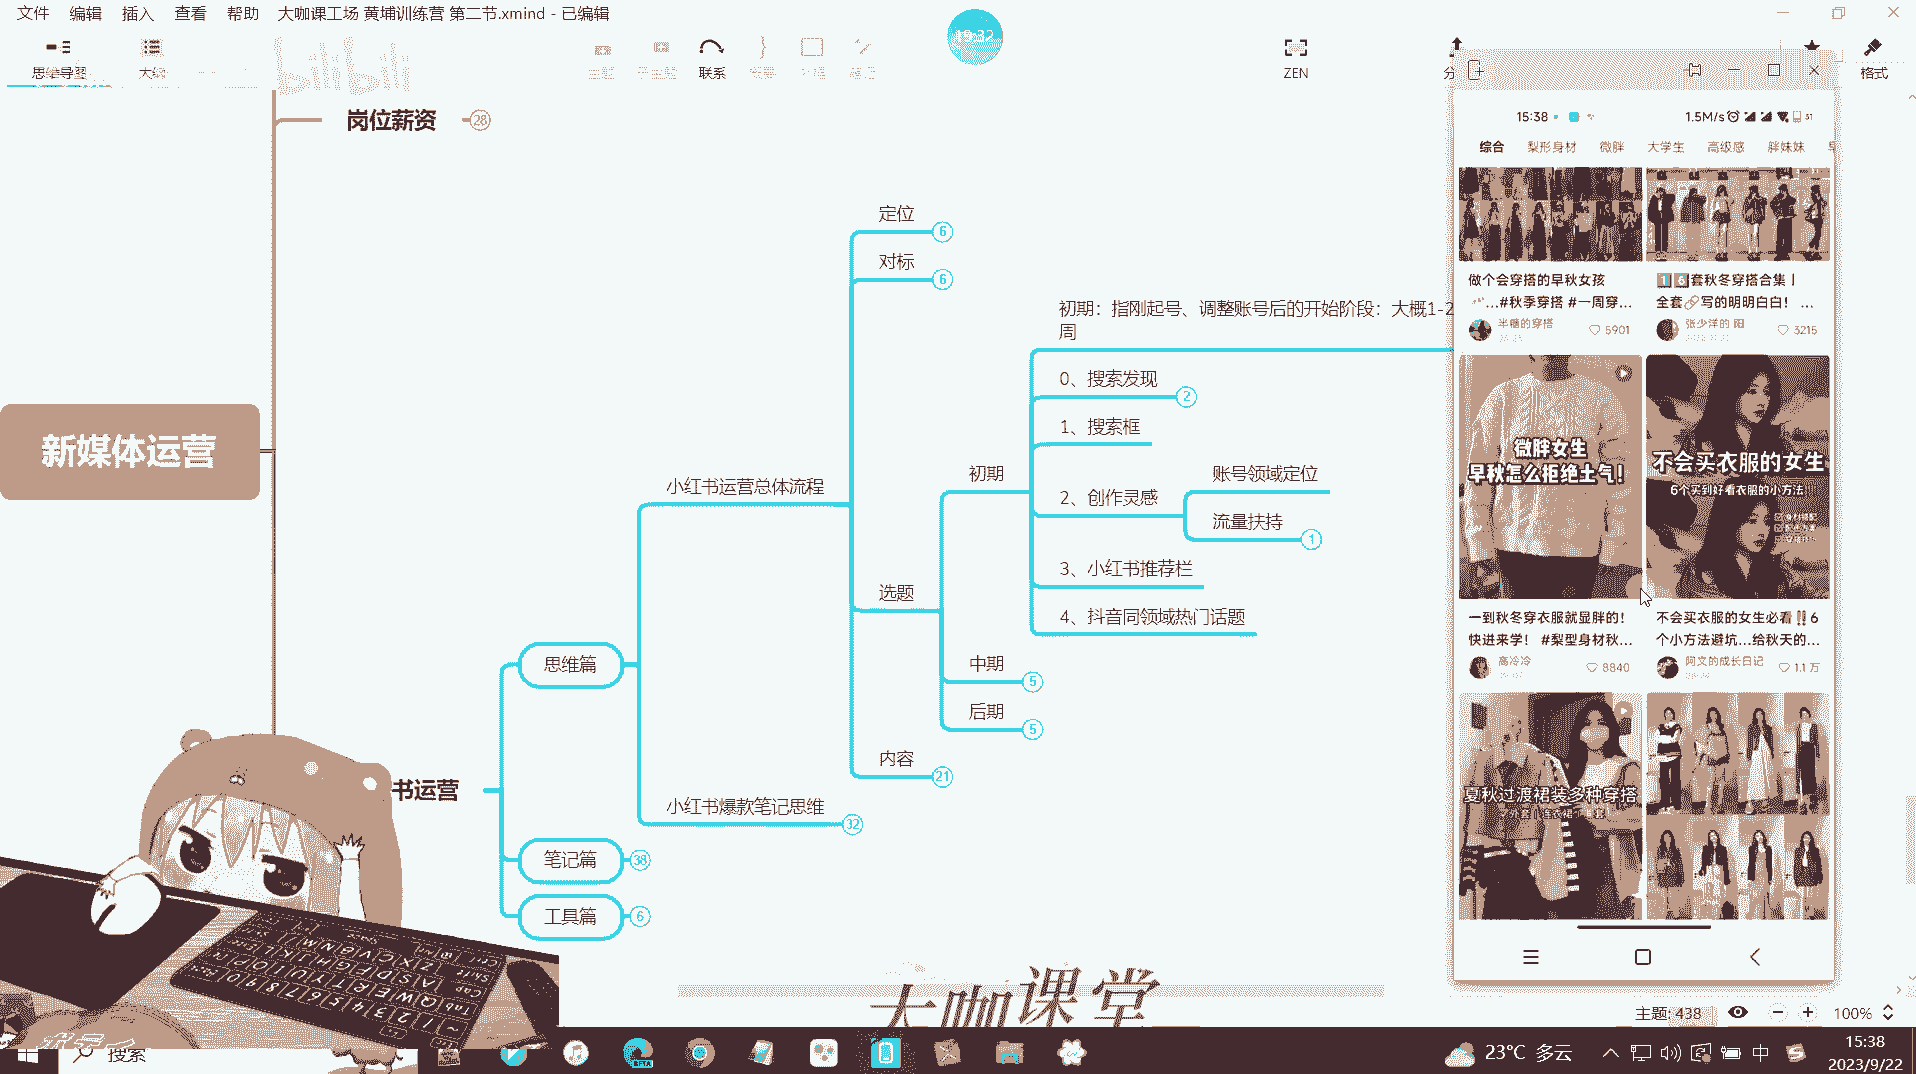 文件 编辑 插入 查看 帮助 大咖课工场 黄埔训练营 第二节.xmind - 已编辑
思维导图
大纲
bilibili
联系
ZEN
格式
岗位薪资
28
定位
6
对标
6
初期：指刚起号、调整账号后的开始阶段：大概1-2
周
0、搜索发现
2
1、搜索框
初期
2、创作灵感
账号领域定位
流量扶持
1
3、小红书推荐栏
4、抖音同领域热门话题
新媒体运营
小红书运营总体流程
选题
中期
5
后期
5
内容
21
思维篇
书运营
小红书爆款笔记思维
32
笔记篇
38
工具篇
6
15:38
1.5M/s
综合 梨形身材 微胖 大学生 高级感 胖妹妹
做个会穿搭的早秋女孩
...#秋季穿搭 #一周穿...
半糖的穿搭
5901
16套秋冬穿搭合集丨
全套🔗写的明明白白！ ...
张少洋的 阳
3215
微胖女生
早秋怎么拒绝土气！
不会买衣服的女生
6个买到好看衣服的小方法
一到秋冬穿衣服就显胖的！
快进来学！ #梨型身材秋...
高冷冷
8840
不会买衣服的女生必看‼️6
个小方法避坑...给秋天的...
阿文的成长日记
1.1 万
夏秋过渡裙装多种穿搭
大咖课堂
主题: 438
100%
搜索
23°C 多云
中
15:38
2023/9/22